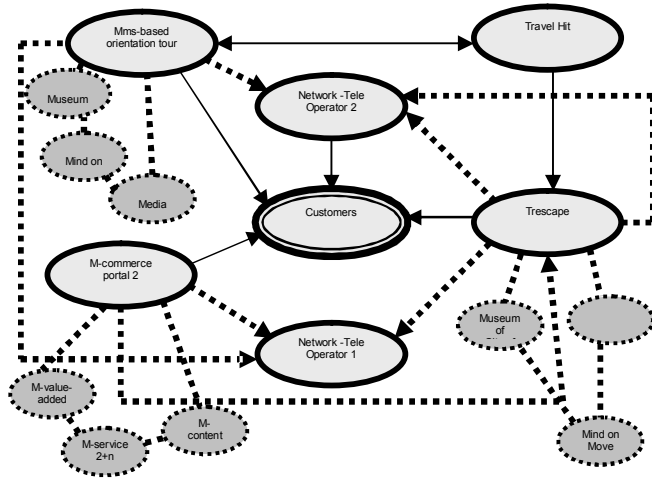 Mms-based
orientation tour
Travel Hit
Museum
Network -Tele
Operator 2
Mind on
Media
Customers
Trescape
M-commerce
portal 2
Museum
of
Network -Tele
Operator 1
M-value-
added
M-
content
M-service
2+n
Mind on
Move